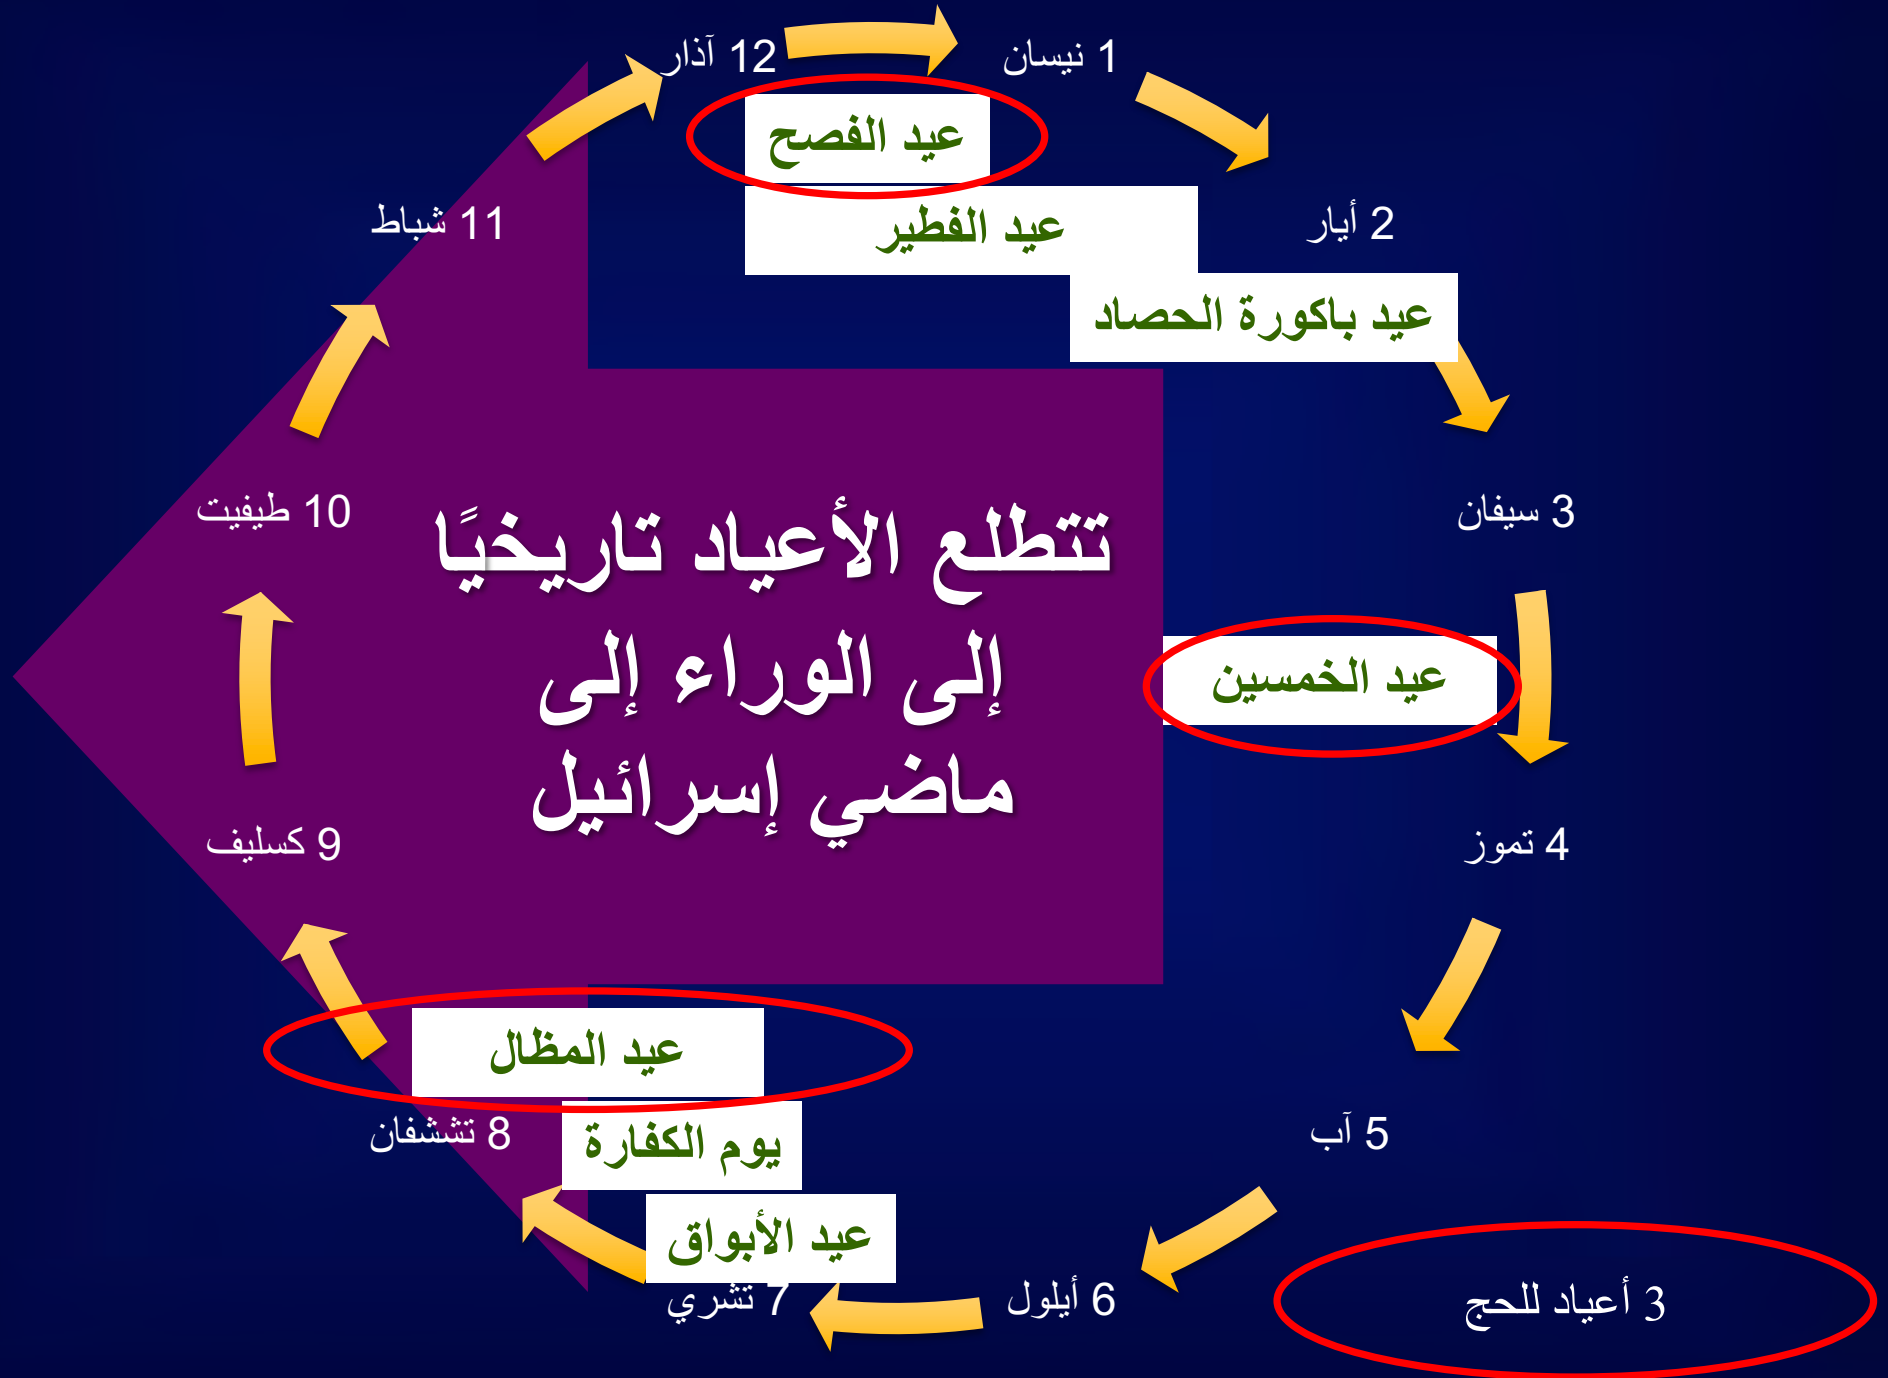 12 آذار
1 نيسان
عيد الفصح
عيد الفطير
2 أيار
11 شباط
عيد باكورة الحصاد
3 سيفان
10 طيفيت
تتطلع الأعياد تاريخيًا
إلى الوراء إلى
ماضي إسرائيل
عيد الخمسين
4 تموز
9 كسليف
عيد المظال
يوم الكفارة
8 تششفان
5 آب
عيد الأبواق
7 تشري
6 أيلول
3 أعياد للحج